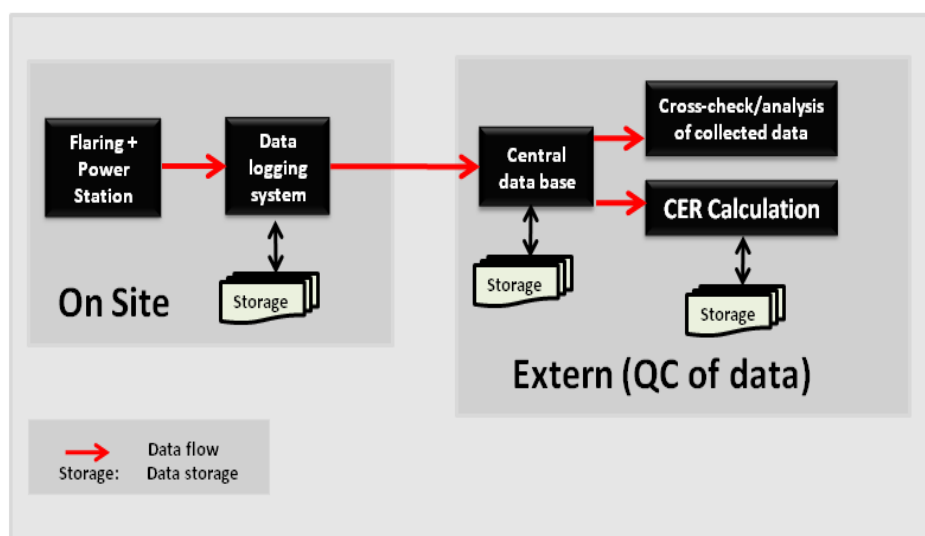 Flaring +
Power
Station
Data
logging
system
Storage
On Site
Central
data base
Cross-check/analysis
of collected data
CER Calculation
Storage
Storage
Extern (QC of data)
Data flow
Storage: Data storage